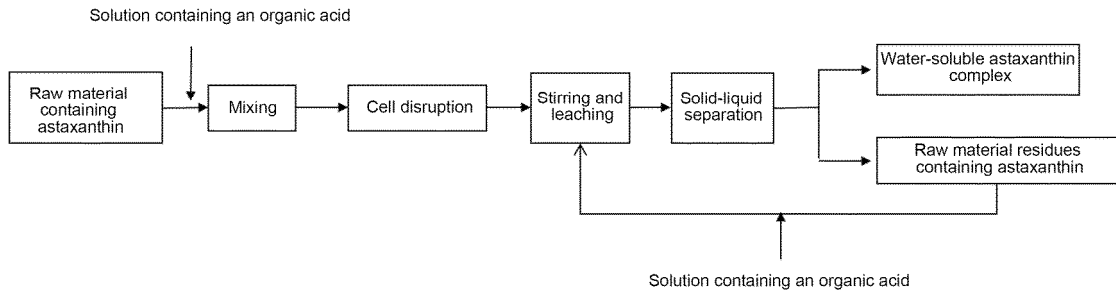 Solution containing an organic acid
Raw material
containing
astaxanthin
Mixing
Cell disruption
Stirring and
leaching
Solid-liquid
separation
Water-soluble astaxanthin
complex
Raw material residues
containing astaxanthin
Solution containing an organic acid